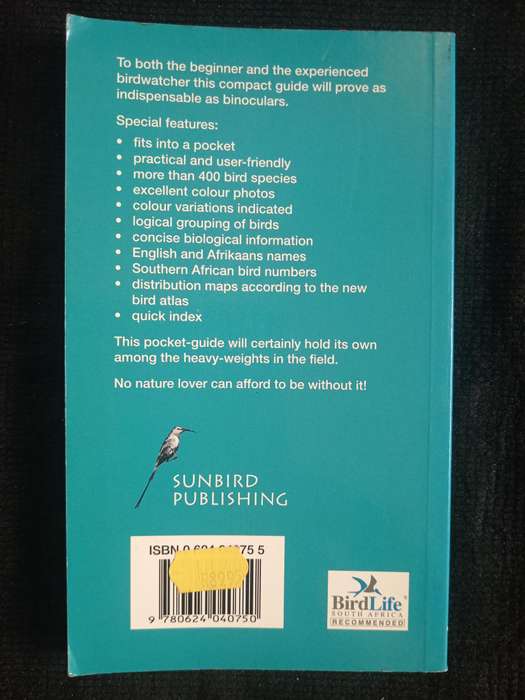 To both the beginner and the experienced
birdwatcher this compact guide will prove as
indispensable as binoculars.
Special features:
• fits into a pocket
• practical and user-friendly
• more than 400 bird species
• excellent colour photos
• colour variations indicated
• logical grouping of birds
• concise biological information
• English and Afrikaans names
• Southern African bird numbers
• distribution maps according to the new
bird atlas
• quick index
This pocket-guide will certainly hold its own
among the heavy-weights in the field.
No nature lover can afford to be without it!
SUNBIRD
PUBLISHING
ISBN 0 5
9 780624 040750
BirdLife
SOUTH AFRICA
RECOMMENDED